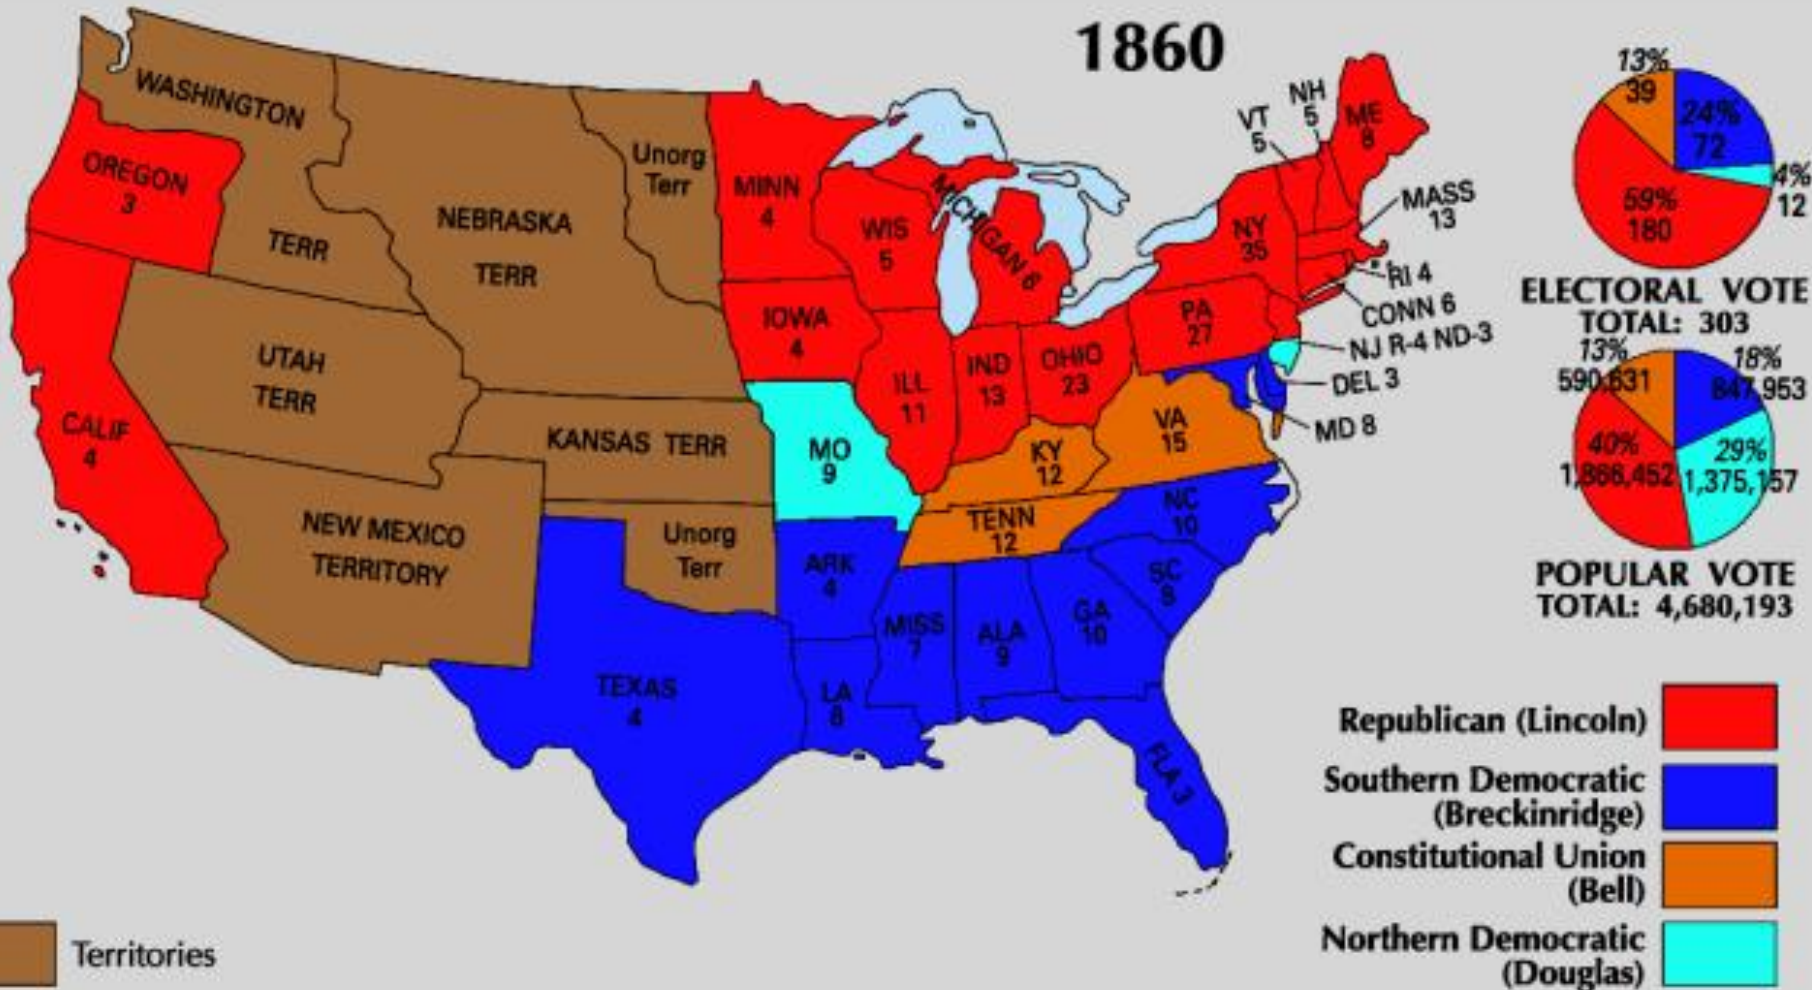 1860
WASHINGTON
TERR
OREGON
3
CALIF
4
NEBRASKA
TERR
Unorg
Terr
UTAH
TERR
KANSAS TERR
NEW MEXICO
TERRITORY
Unorg
Terr
MINN
4
WIS
5
MICHIGAN 6
IOWA
4
ILL
11
IND
13
OHIO
23
MO
9
KY
12
TENN
12
VA
15
NC
10
SC
8
GA
10
ALA
9
MISS
7
ARK
4
LA
6
TEXAS
4
FLA 3
PA
27
NY
35
VT
5
NH
5
ME
8
MASS
13
RI 4
CONN 6
NJ R-4 ND-3
DEL 3
MD 8
13%
39
24%
72
4%
12
59%
180
ELECTORAL VOTE
TOTAL: 303
13%
590,631
18%
847,953
40%
1,866,452
29%
1,375,157
POPULAR VOTE
TOTAL: 4,680,193
Republican (Lincoln)
Southern Democratic
(Breckinridge)
Constitutional Union
(Bell)
Northern Democratic
(Douglas)
Territories